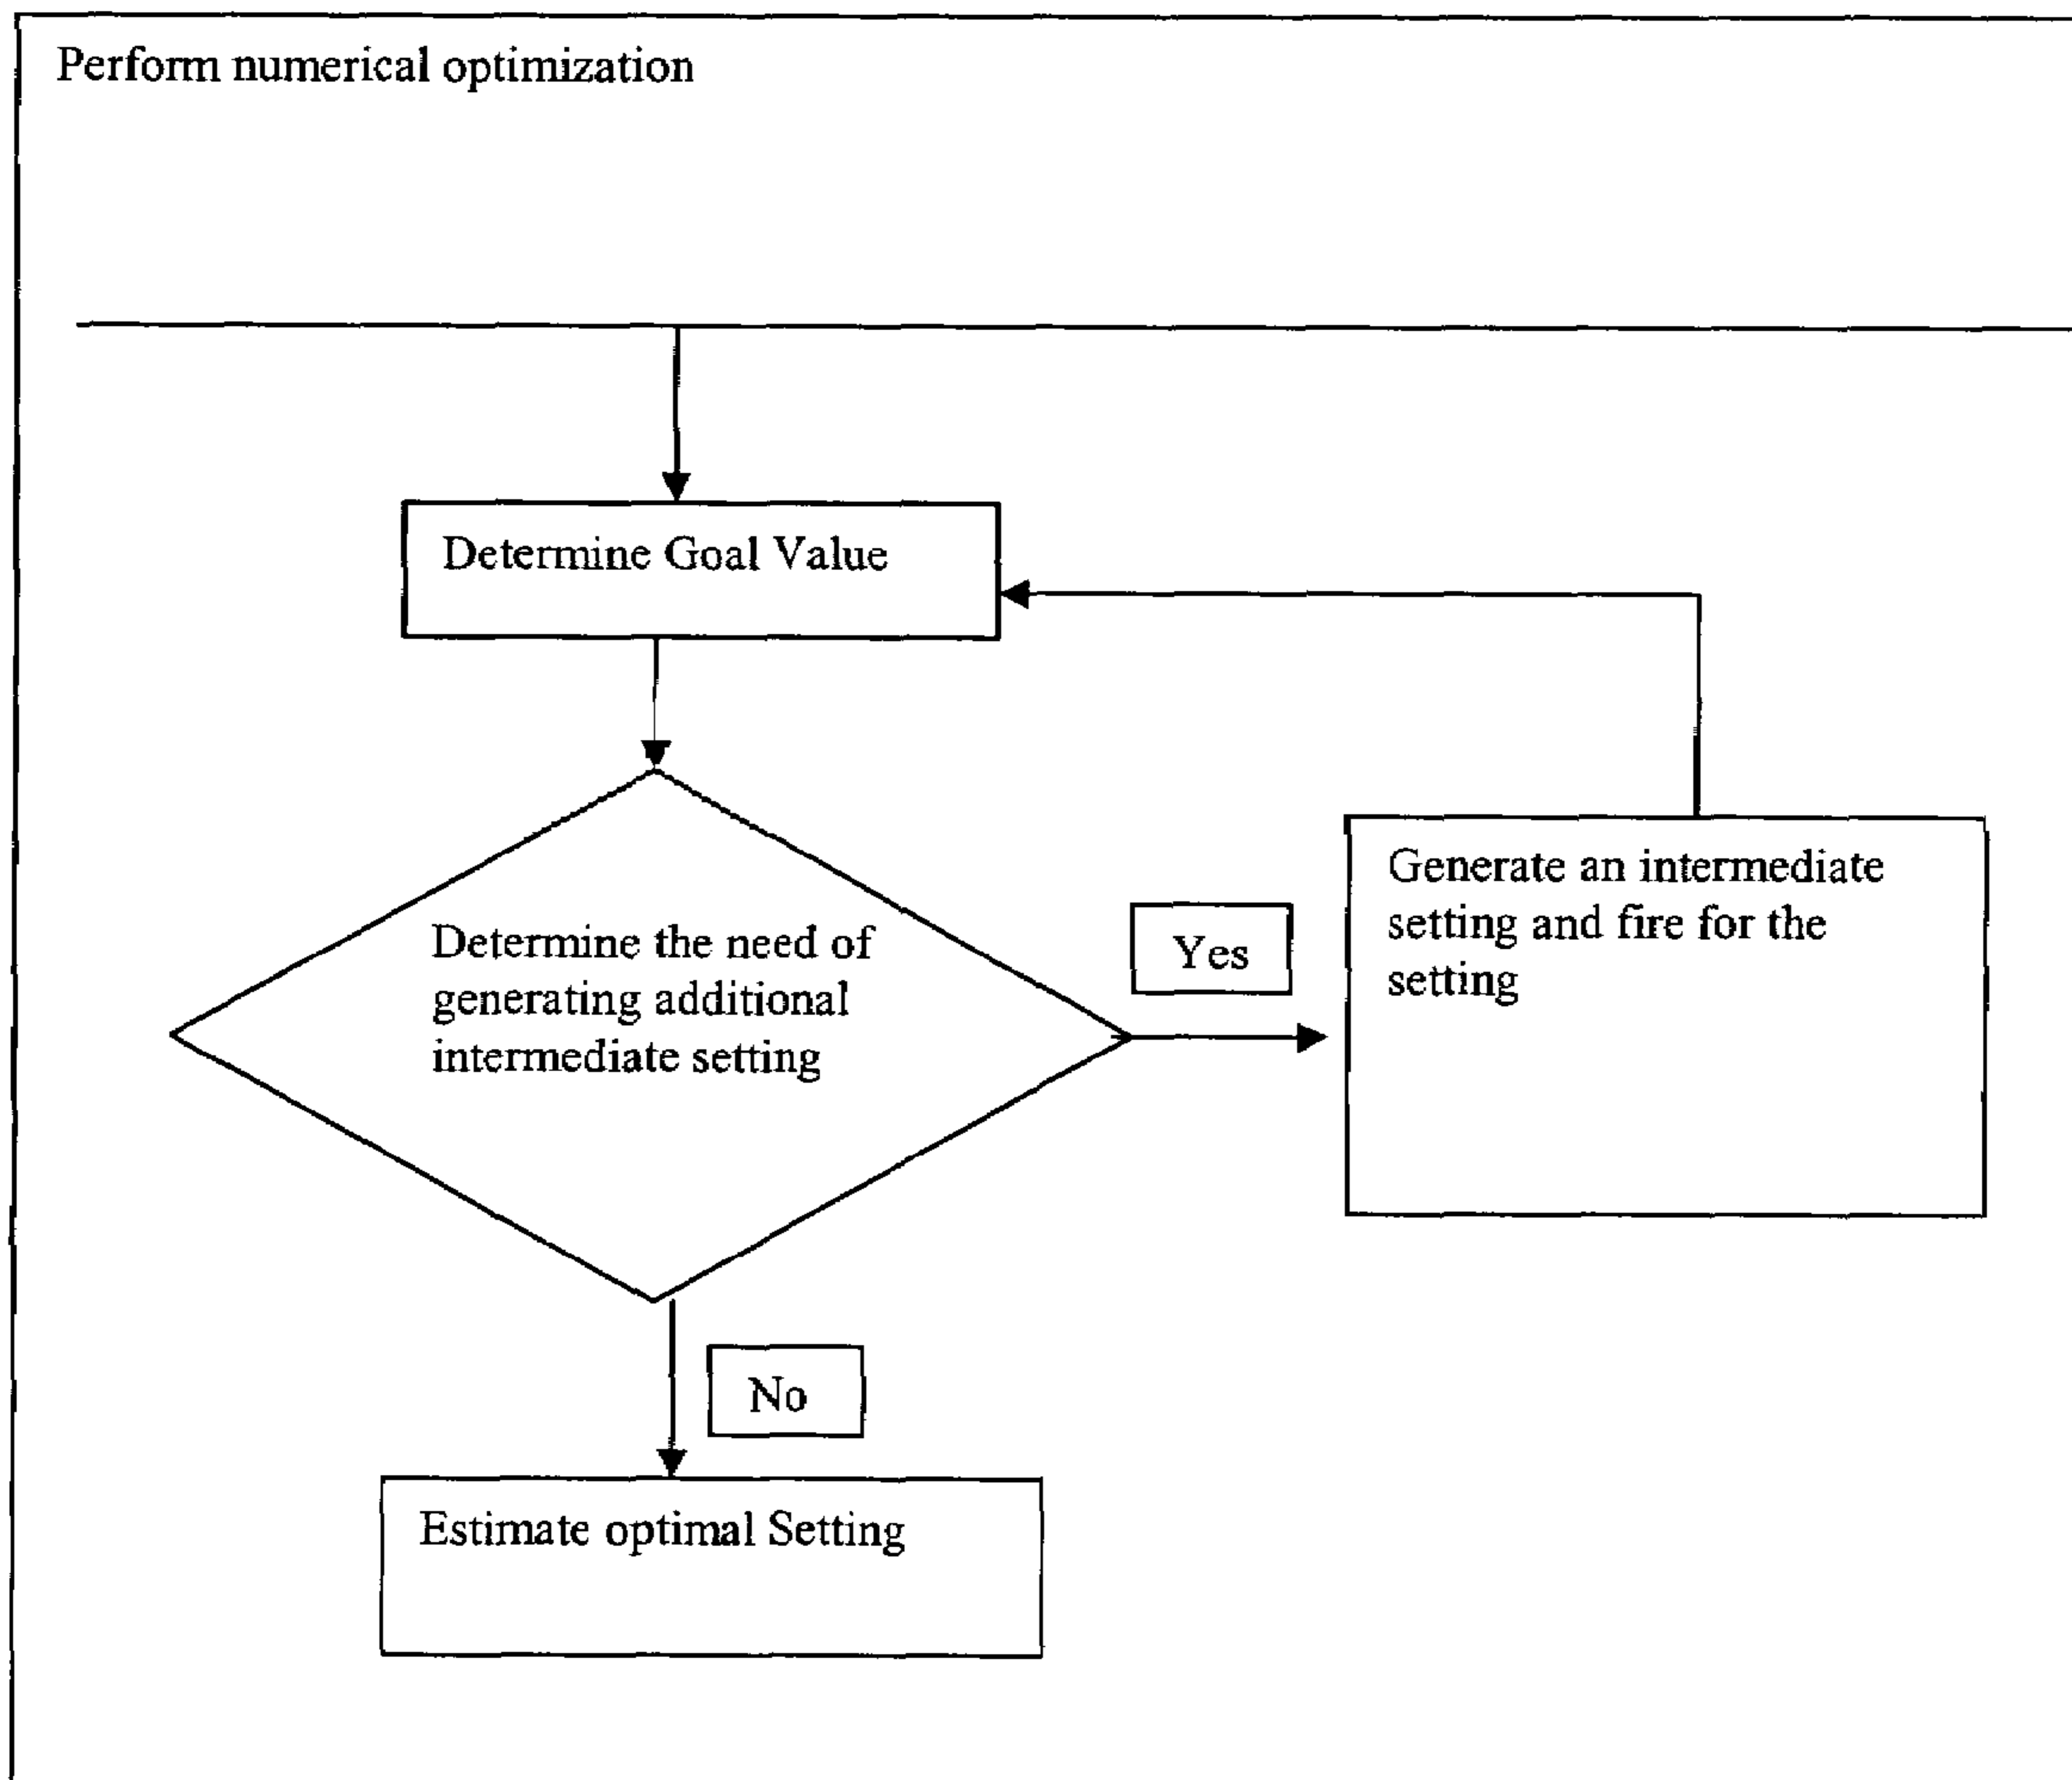 Perform numerical optimization
Determine Goal Value
Determine the need of
generating additional
intermediate setting
Yes
Generate an intermediate
setting and fire for the
setting
No
Estimate optimal Setting